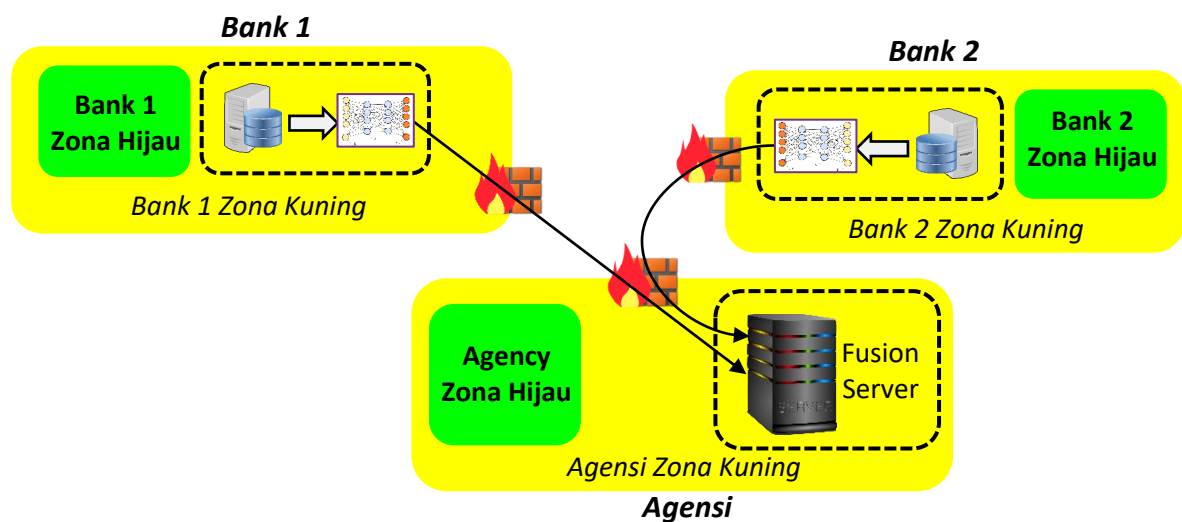 Bank 1
Bank 1
Zona Hijau
Bank 1 Zona Kuning
Bank 2
Bank 2
Zona Hijau
Bank 2 Zona Kuning
Agency
Zona Hijau
Fusion
Server
SERVER
Agensi Zona Kuning
Agensi